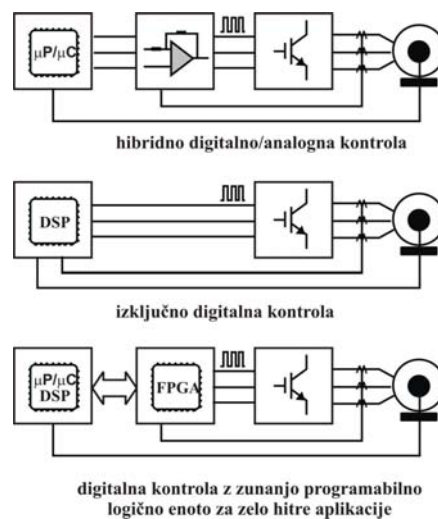 μP/μC
hibridno digitalno/analogna kontrola
DSP
izključno digitalna kontrola
μP/μC
DSP
FPGA
digitalna kontrola z zunanjo programabilno
logično enoto za zelo hitre aplikacije